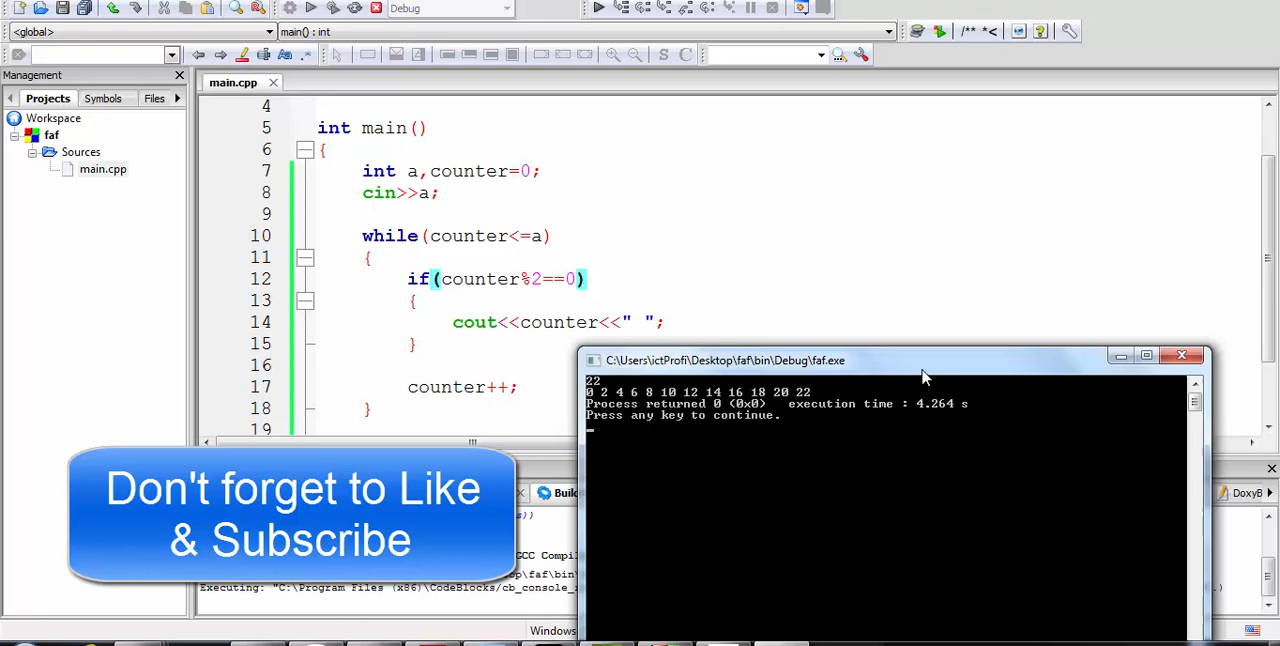 Debug
<global>
main() : int
/** *<
S C
Management
main.cpp
Projects Symbols Files
Workspace
faf
Sources
main.cpp
4
5 int main()
6 {
7 int a,counter=0;
8 cin>>a;
9
10 while(counter<=a)
11 {
12 if(counter%2==0)
13 {
14 cout<<counter<<" ";
15 }
16
17 counter++;
18 }
19
C:\Users\ictProfi\Desktop\faf\bin\Debug\faf.exe
22
0 2 4 6 8 10 12 14 16 18 20 22
Process returned 0 (0x0) execution time : 4.264 s
Press any key to continue.
Don't forget to Like
& Subscribe
DoxyB
s))
GCC Compil
Executing: "C:\Program Files (x86)\CodeBlocks/cb_console_
Windows